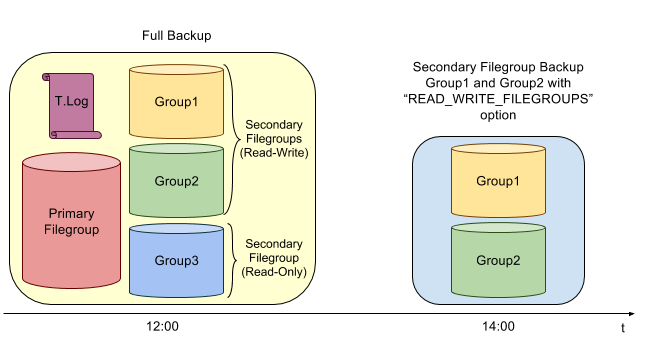 Full Backup
T.Log
Group1
Group2
Group3
Primary
Filegroup
Secondary
Filegroups
(Read-Write)
Secondary
Filegroup
(Read-Only)
Secondary Filegroup Backup
Group1 and Group2 with
“READ_WRITE_FILEGROUPS”
option
Group1
Group2
12:00
14:00
t